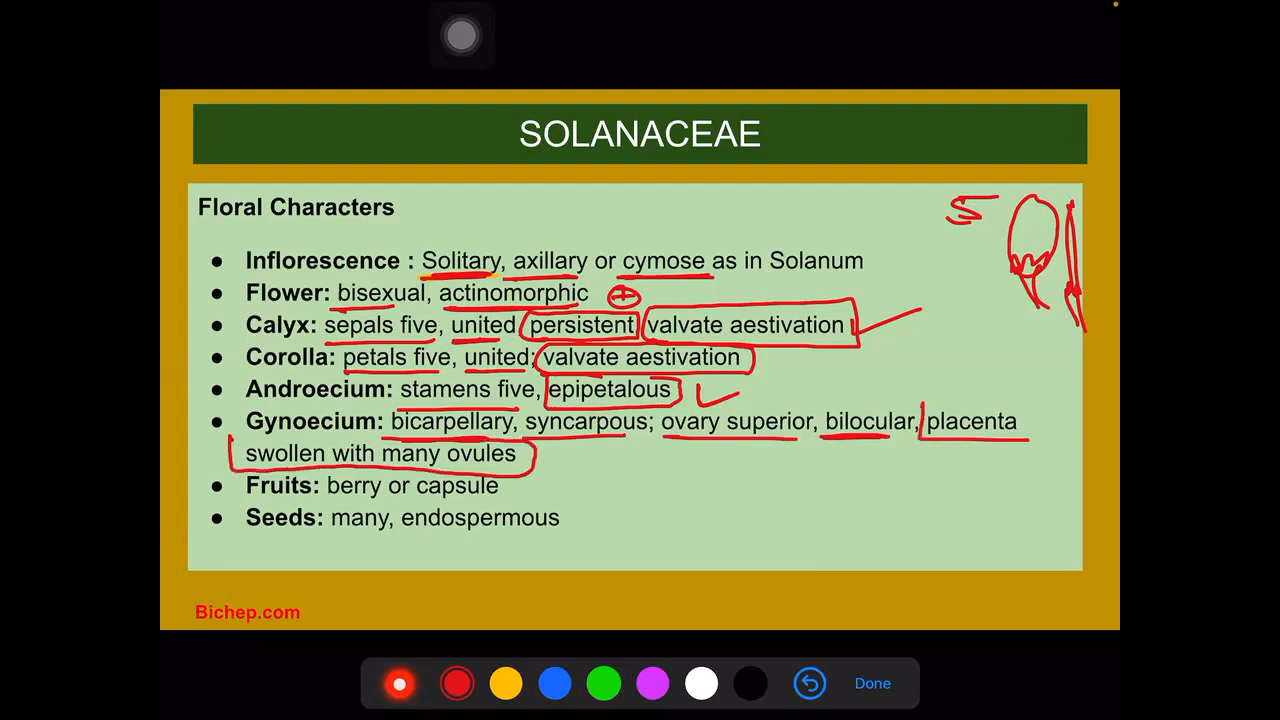 SOLANACEAE
Floral Characters
5
● Inflorescence : Solitary, axillary or cymose as in Solanum
● Flower: bisexual, actinomorphic ⊕
● Calyx: sepals five, united persistent valvate aestivation
● Corolla: petals five, united; valvate aestivation
● Androecium: stamens five, epipetalous
● Gynoecium: bicarpellary, syncarpous; ovary superior, bilocular, placenta
swollen with many ovules
● Fruits: berry or capsule
● Seeds: many, endospermous
Bichep.com
Done